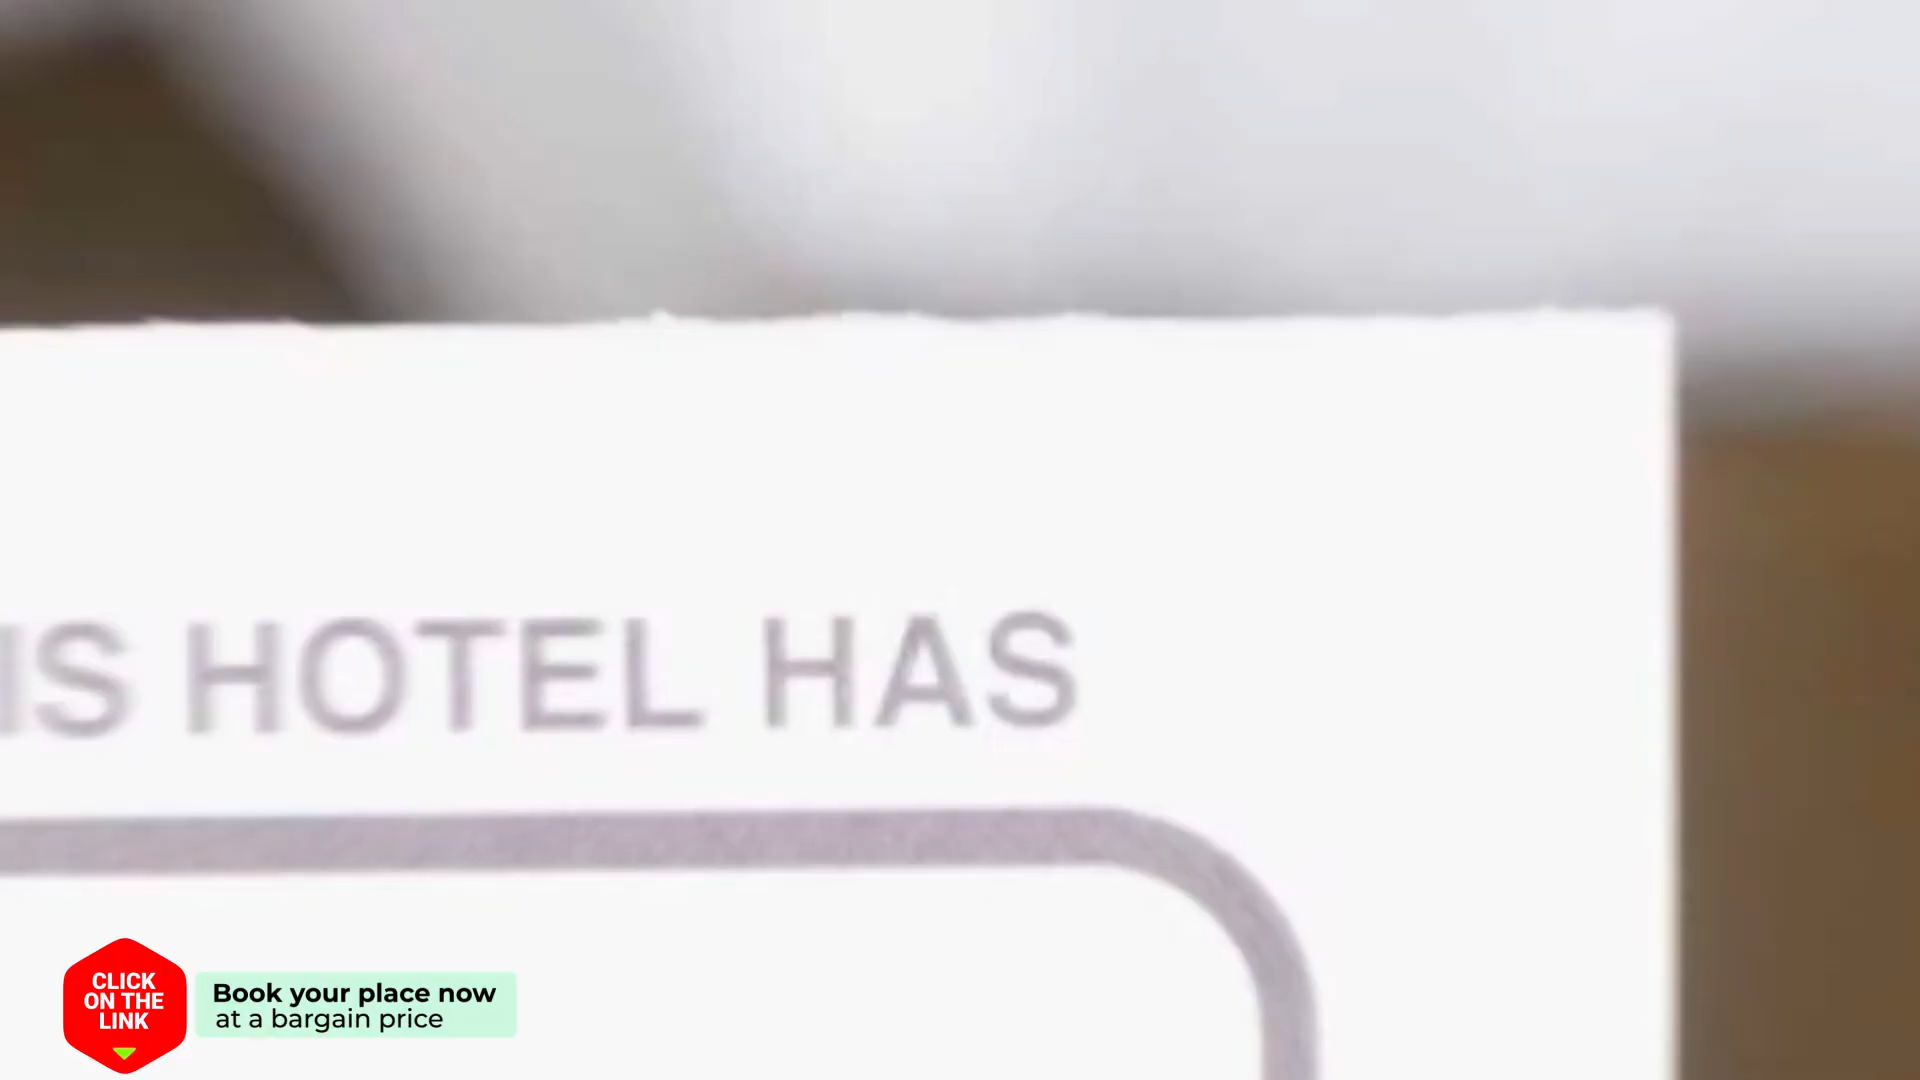 IS HOTEL HAS
CLICK
ON THE
LINK
Book your place now
at a bargain price